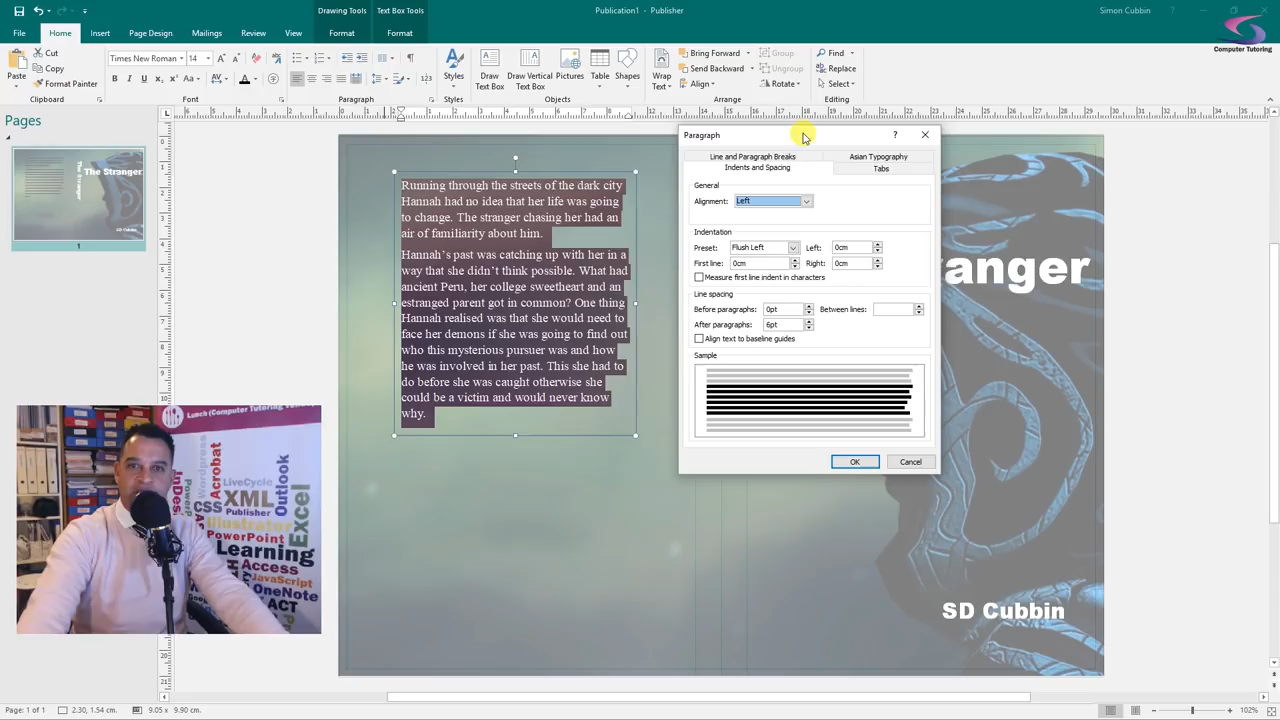 Drawing Tools
Text Box Tools
Publication1 - Publisher
Simon Cubbin
Computer Tutoring
File
Home
Insert
Page Design
Mailings
Review
View
Format
Format
Paste
Cut
Copy
Format Painter
Clipboard
Times New Roman
14
B I U
Font
Paragraph
Styles
Styles
Draw
Text Box
Draw Vertical
Text Box
Pictures
Table
Shapes
Objects
Wrap
Text
Bring Forward
Send Backward
Align
Group
Ungroup
Rotate
Arrange
Find
Replace
Select
Editing
Pages
The Stranger
The Stranger
SD Cubbin
1
Running through the streets of the dark city
Hannah had no idea that her life was going
to change. The stranger chasing her had an
air of familiarity about him.
Hannah's past was catching up with her in a
way that she didn't think possible. What had
ancient Peru, her college sweetheart and an
estranged parent got in common? One thing
Hannah realised was that she would need to
face her demons if she was going to find out
who this mysterious pursuer was and how
he was involved in her past. This she had to
do before she was caught otherwise she
could be a victim and would never know
why.
Paragraph
? 
Line and Paragraph Breaks
Asian Typography
Indents and Spacing
Tabs
General
Alignment: Left
Indentation
Preset: Flush Left Left: 0cm
First line: 0cm Right: 0cm
Measure first line indent in characters
Line spacing
Before paragraphs: 0pt Between lines:
After paragraphs: 6pt
Align text to baseline guides
Sample
OK
Cancel
anger
SD Cubbin
Lunch (Computer Tutoring
LiveCycle
Outlook
Acrobat
Wordpress
InDesign
XML
CSS
Publisher
Illustrator
PowerPoint
Excel
Learning
Access
JavaScript
OneNote
ACT
Page: 1 of 1
2.30, 1.54 cm.
9.05 x 9.90 cm.
102%